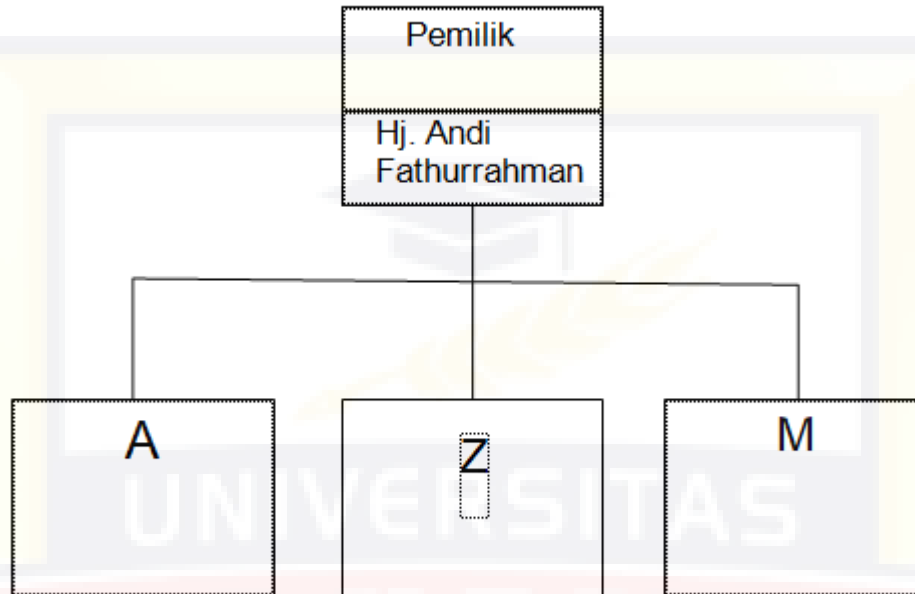 Pemilik
Hj. Andi
Fathurrahman
A
Z
M
UNIVERSITAS